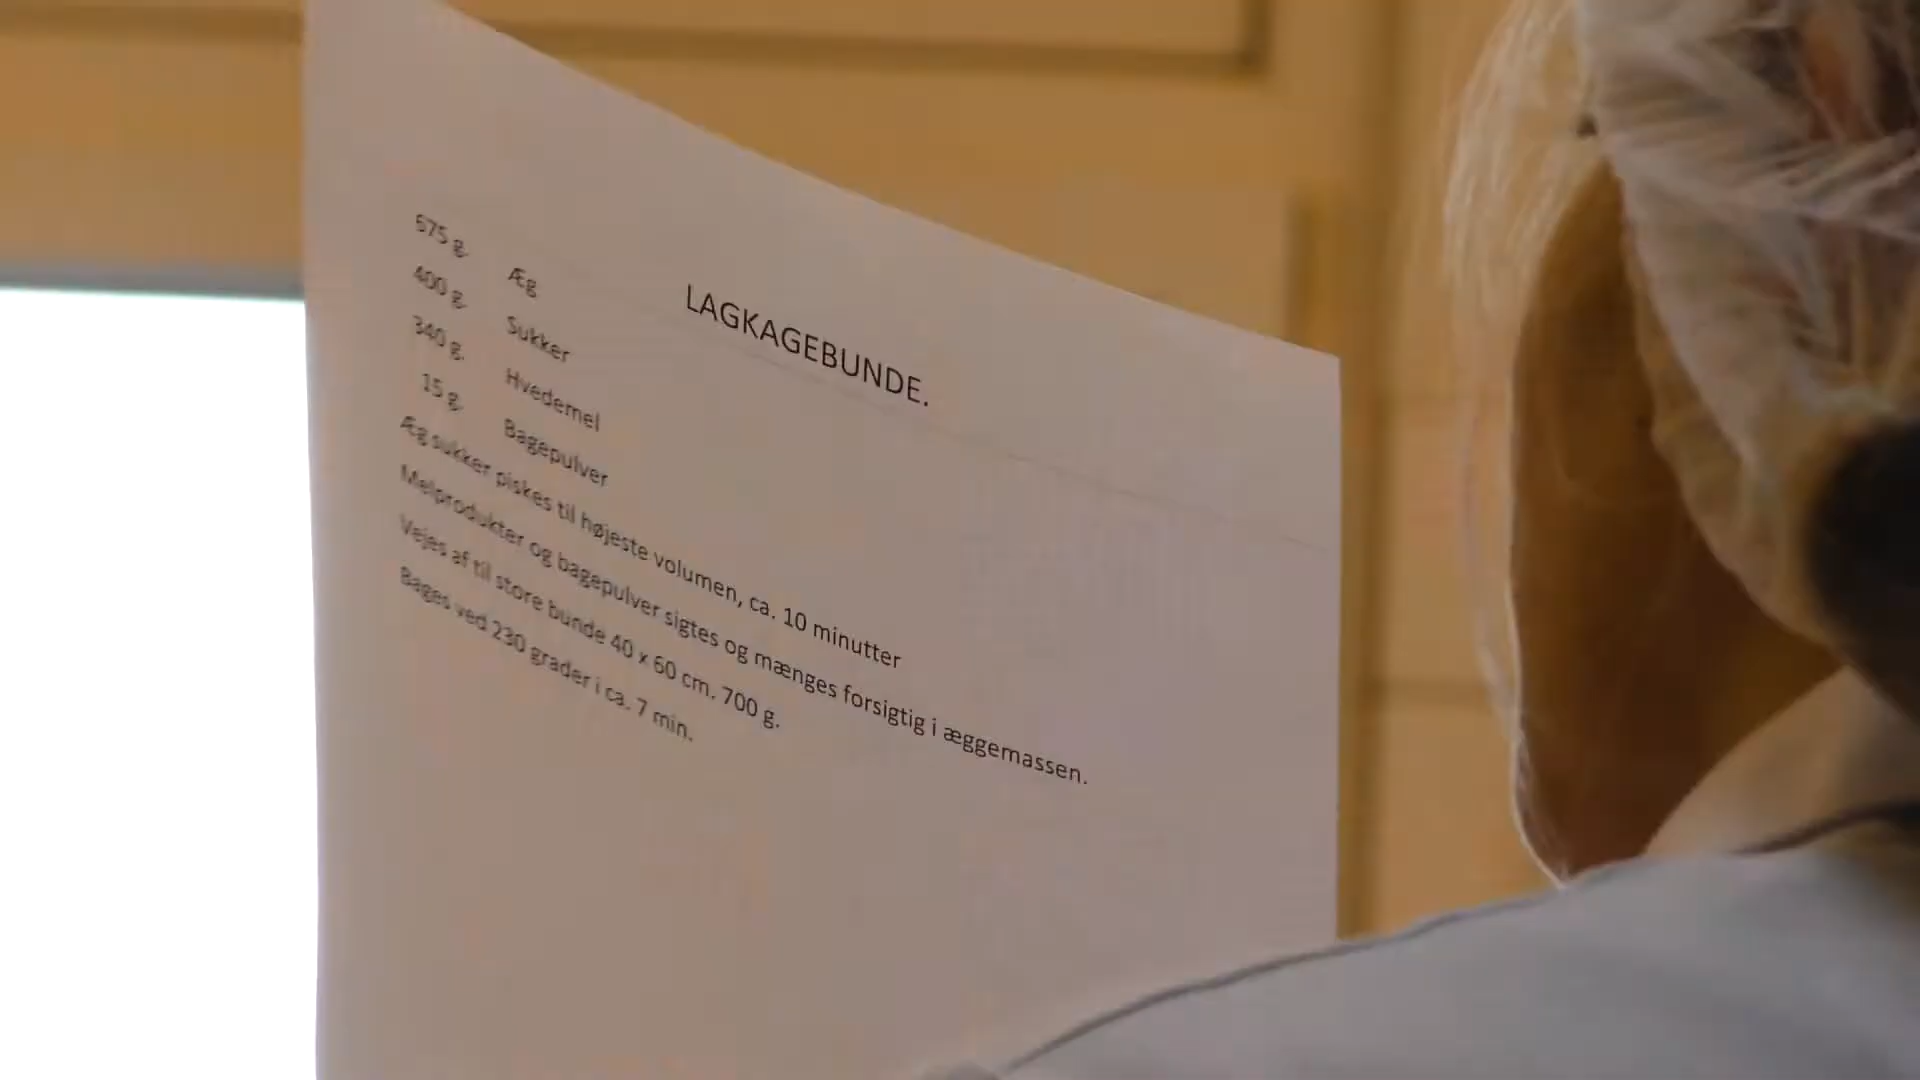 LAGKAGEBUNDE.
675 g. Æg
400 g. Sukker
340 g. Hvedemel
15 g. Bagepulver
Æg sukker piskes til højeste volumen, ca. 10 minutter
Melprodukter og bagepulver sigtes og mænges forsigtig i æggemassen.
Vejes af til store bunde 40 x 60 cm. 700 g.
Bages ved 230 grader i ca. 7 min.